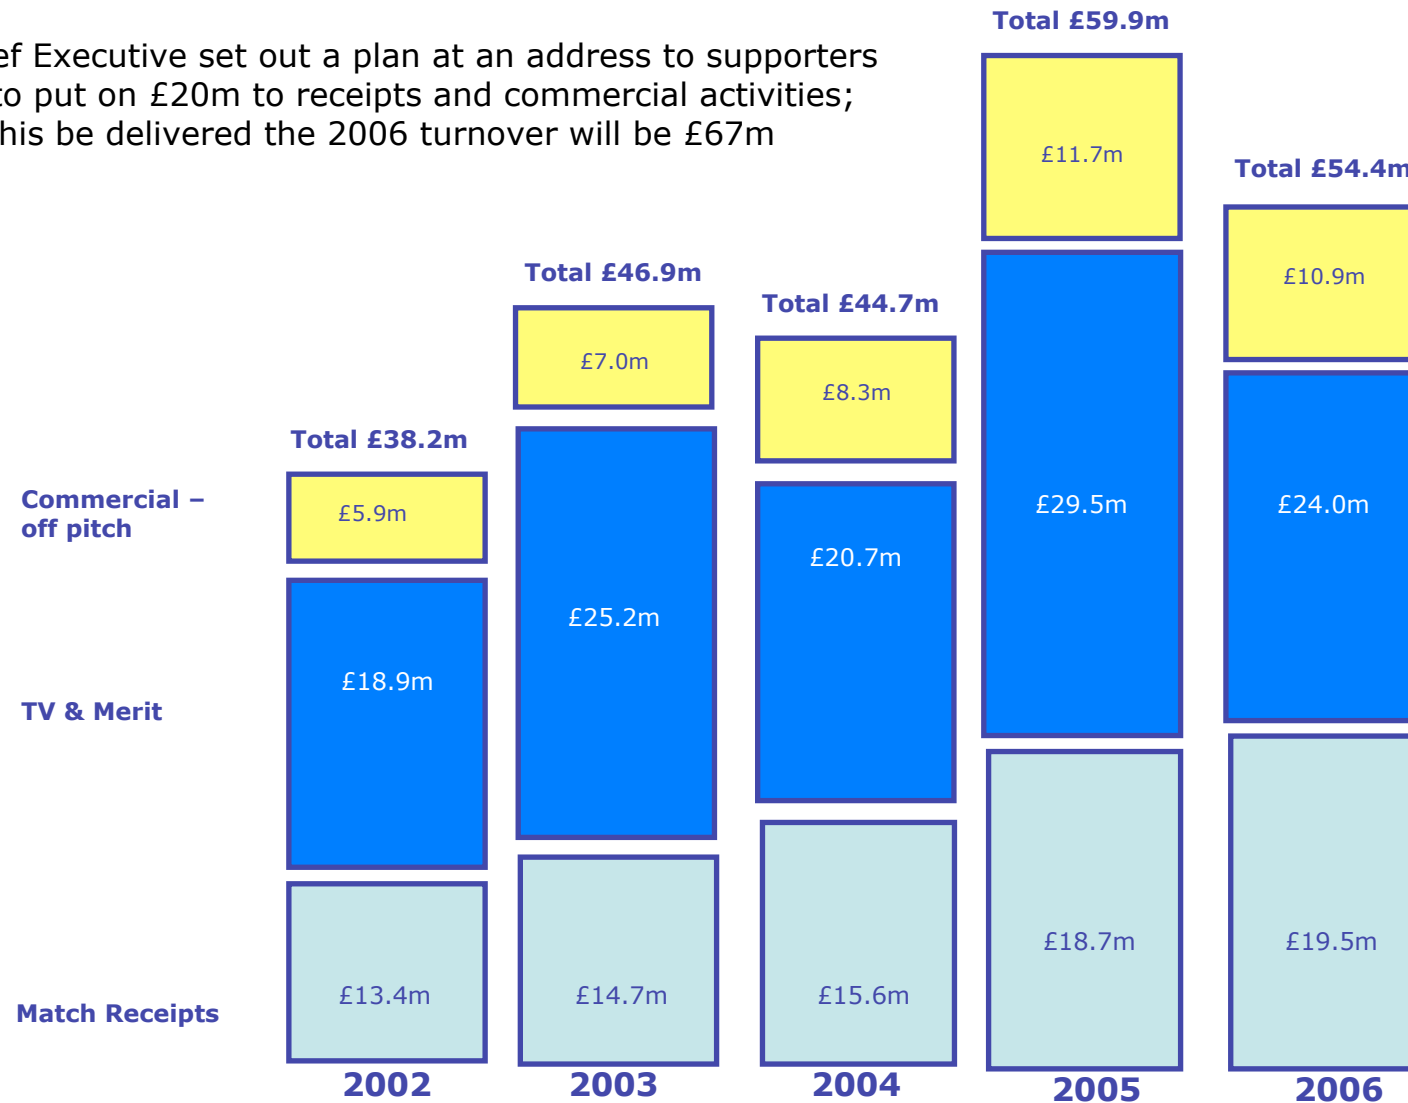 ef Executive set out a plan at an address to supporters
to put on £20m to receipts and commercial activities;
his be delivered the 2006 turnover will be £67m
Total £59.9m
£11.7m
Total £54.4m
£10.9m
Total £46.9m
£7.0m
Total £44.7m
£8.3m
Total £38.2m
£5.9m
Commercial –
off pitch
£29.5m
£24.0m
£20.7m
£25.2m
£18.9m
TV & Merit
£18.7m
£19.5m
£13.4m
£14.7m
£15.6m
Match Receipts
2002
2003
2004
2005
2006